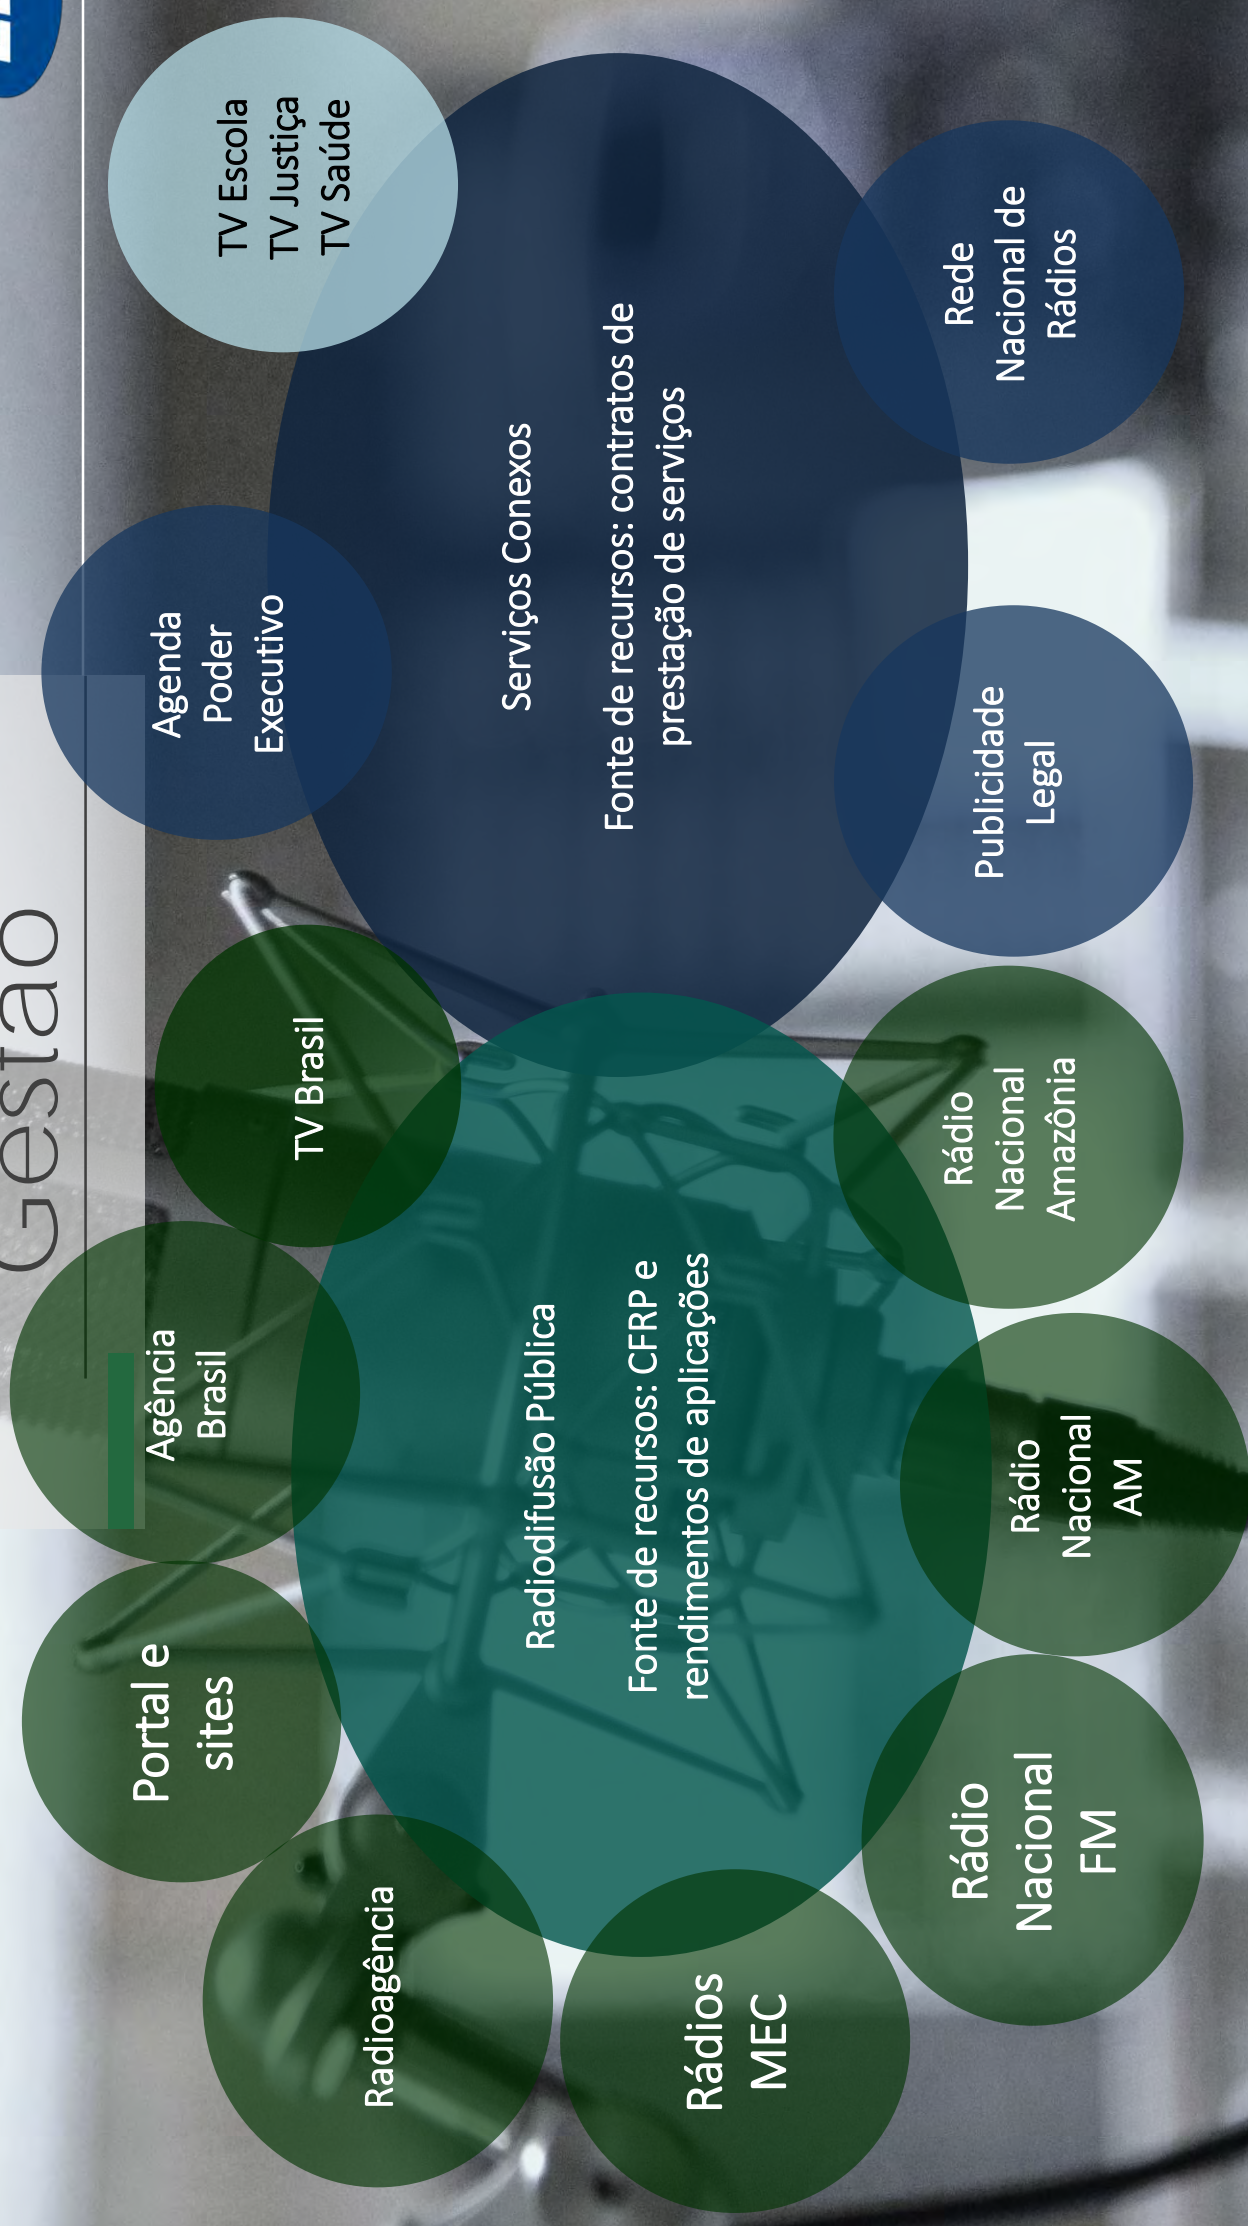 Gestão
Portal e
sites
Agência
Brasil
TV Brasil
Agenda
Poder
Executivo
TV Escola
TV Justiça
TV Saúde
Radioagência
Radiodifusão Pública
Fonte de recursos: CFRP e
rendimentos de aplicações
Serviços Conexos
Fonte de recursos: contratos de
prestação de serviços
Rádios
MEC
Rádio
Nacional
FM
Rádio
Nacional
AM
Rádio
Nacional
Amazônia
Publicidade
Legal
Rede
Nacional de
Rádios